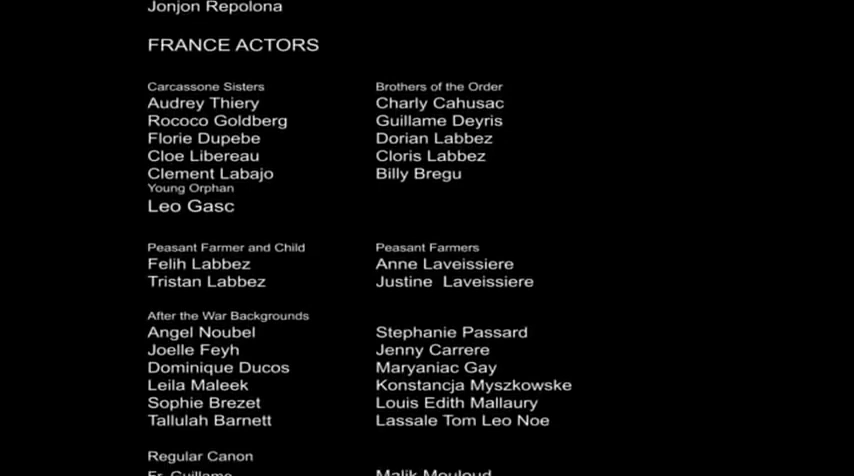 Jonjon Repolona
FRANCE ACTORS
Carcassone Sisters
Audrey Thiery
Rococo Goldberg
Florie Dupebe
Cloe Libereau
Clement Labajo
Young Orphan
Leo Gasc
Brothers of the Order
Charly Cahusac
Guillame Deyris
Dorian Labbez
Cloris Labbez
Billy Bregu
Peasant Farmer and Child
Felih Labbez
Tristan Labbez
Peasant Farmers
Anne Laveissiere
Justine Laveissiere
After the War Backgrounds
Angel Noubel
Joelle Feyh
Dominique Ducos
Leila Maleek
Sophie Brezet
Tallulah Barnett
Stephanie Passard
Jenny Carrere
Maryaniac Gay
Konstancja Myszkowske
Louis Edith Mallaury
Lassale Tom Leo Noe
Regular Canon
Fr. Guillame
Malik Mouloud